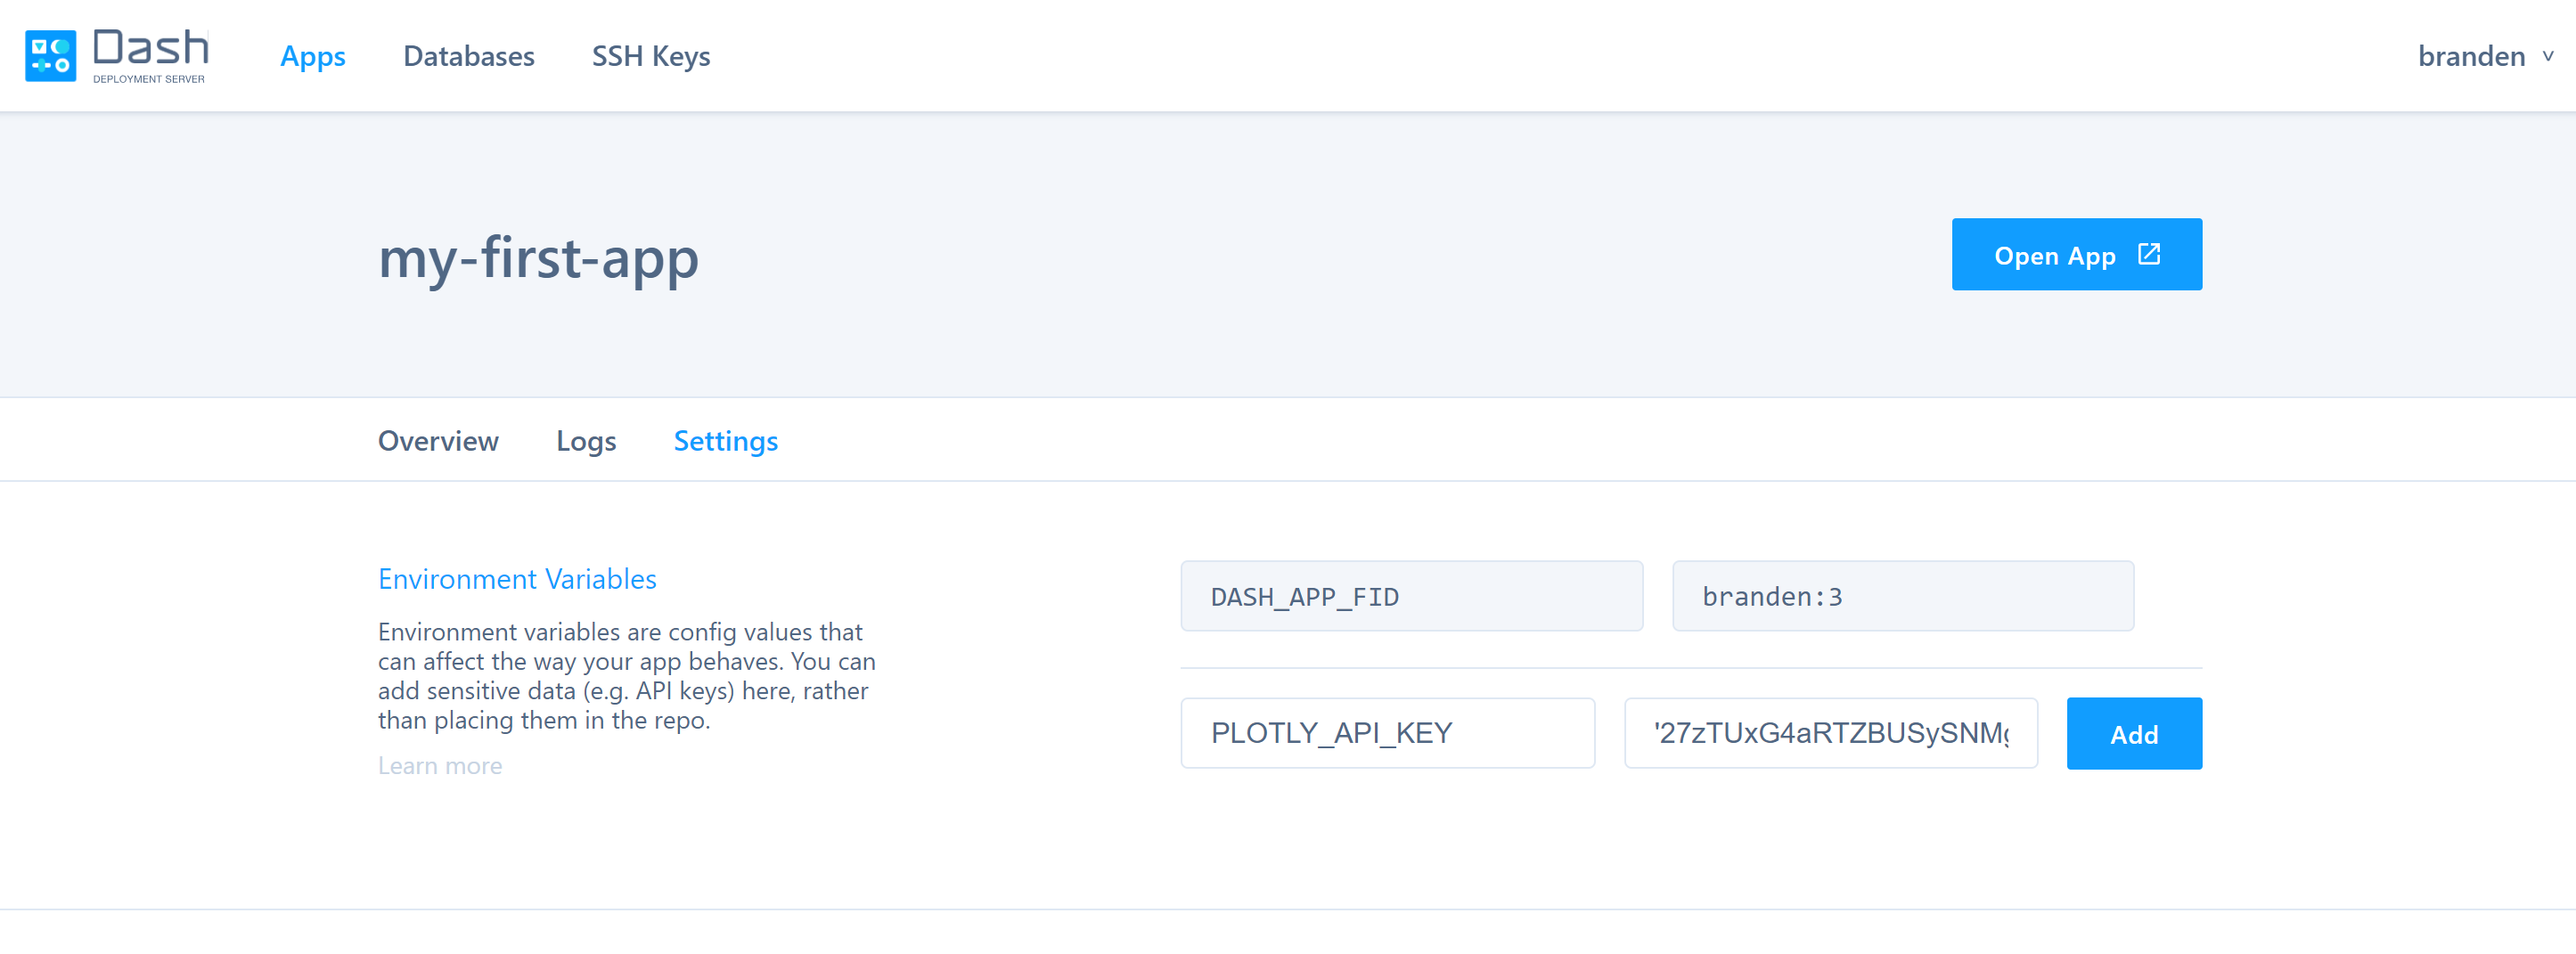 Dash
DEPLOYMENT SERVER
Apps Databases SSH Keys
branden
my-first-app
Open App
Overview Logs Settings
Environment Variables
Environment variables are config values that
can affect the way your app behaves. You can
add sensitive data (e.g. API keys) here, rather
than placing them in the repo.
Learn more
DASH_APP_FID branden:3
PLOTLY_API_KEY '27zTUxG4aRTZBUSySNMg Add